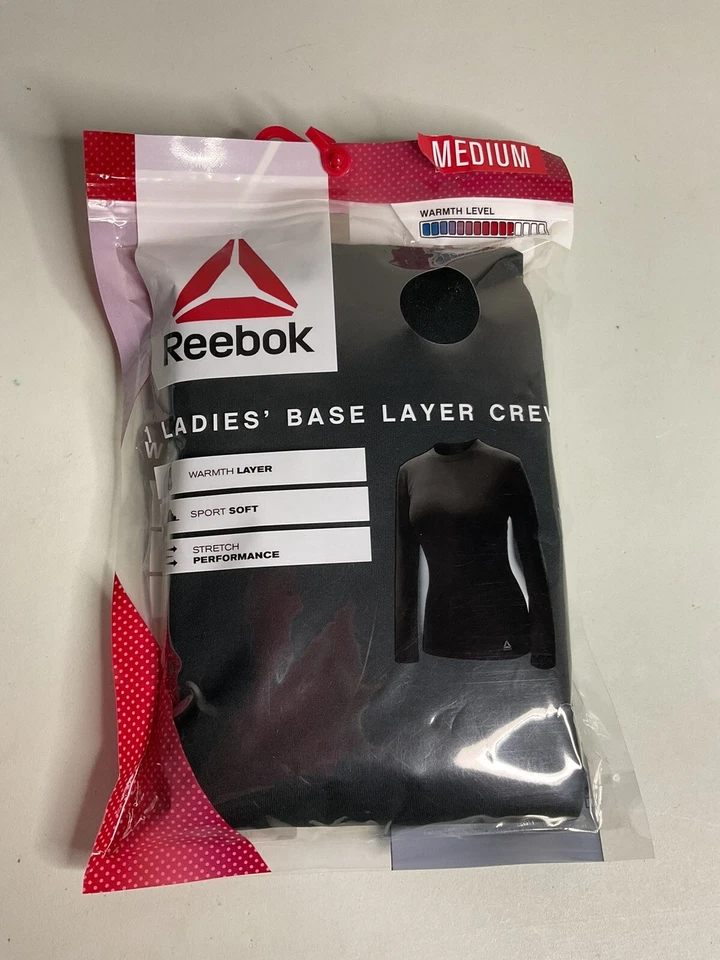 MEDIUM
WARMTH LEVEL
Reebok
1 LADIES’ BASE LAYER CREW
W
WARMTH LAYER
SPORT SOFT
STRETCH
PERFORMANCE